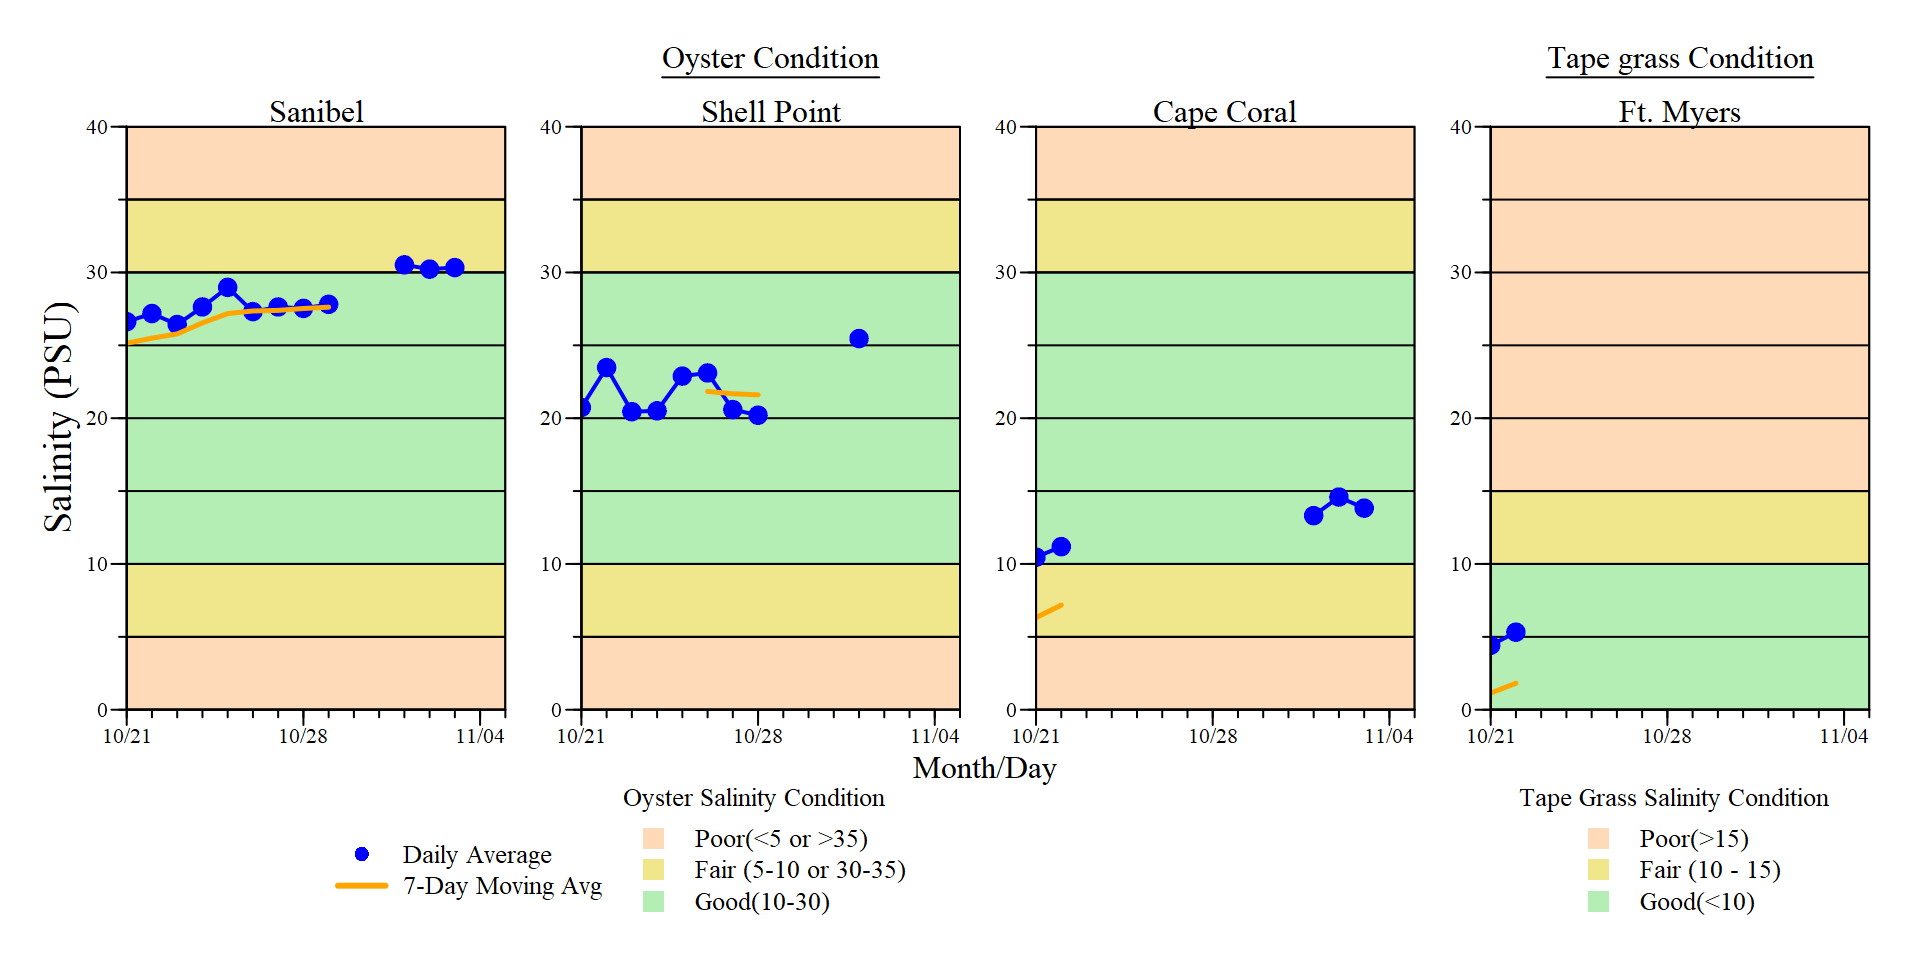 Oyster Condition
Tape grass Condition
Sanibel
Shell Point
Cape Coral
Ft. Myers
Salinity (PSU)
40
30
20
10
0
10/21
10/28
11/04
40
30
20
10
0
10/21
10/28
11/04
40
30
20
10
0
10/21
10/28
11/04
40
30
20
10
0
10/21
10/28
11/04
Month/Day
Daily Average
7-Day Moving Avg
Oyster Salinity Condition
Poor(<5 or >35)
Fair (5-10 or 30-35)
Good(10-30)
Tape Grass Salinity Condition
Poor(>15)
Fair (10 - 15)
Good(<10)